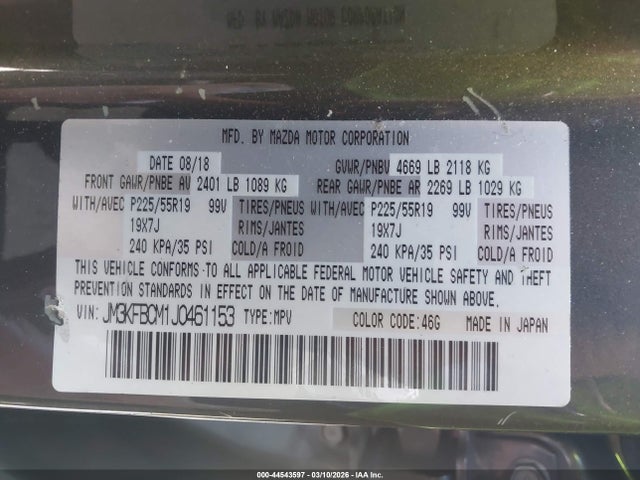 MFD. BY MAZDA MOTOR CORPORATION
DATE 08/18 GVWR/PNBV 4669 LB 2118 KG
FRONT GAWR/PNBE AV 2401 LB 1089 KG REAR GAWR/PNBE AR 2269 LB 1029 KG
WITH/AVEC P225/55R19 99V TIRES/PNEUS WITH/AVEC P225/55R19 99V TIRES/PNEUS
19X7J RIMS/JANTES 19X7J RIMS/JANTES
240 KPA/35 PSI COLD/A FROID 240 KPA/35 PSI COLD/A FROID
THIS VEHICLE CONFORMS TO ALL APPLICABLE FEDERAL MOTOR VEHICLE SAFETY AND THEFT
PREVENTION STANDARDS IN EFFECT ON THE DATE OF MANUFACTURE SHOWN ABOVE.
VIN: JM3KFBCM1J0461153 TYPE:MPV COLOR CODE:46G MADE IN JAPAN
000-44543597 - 03/10/2026 - IAA Inc.